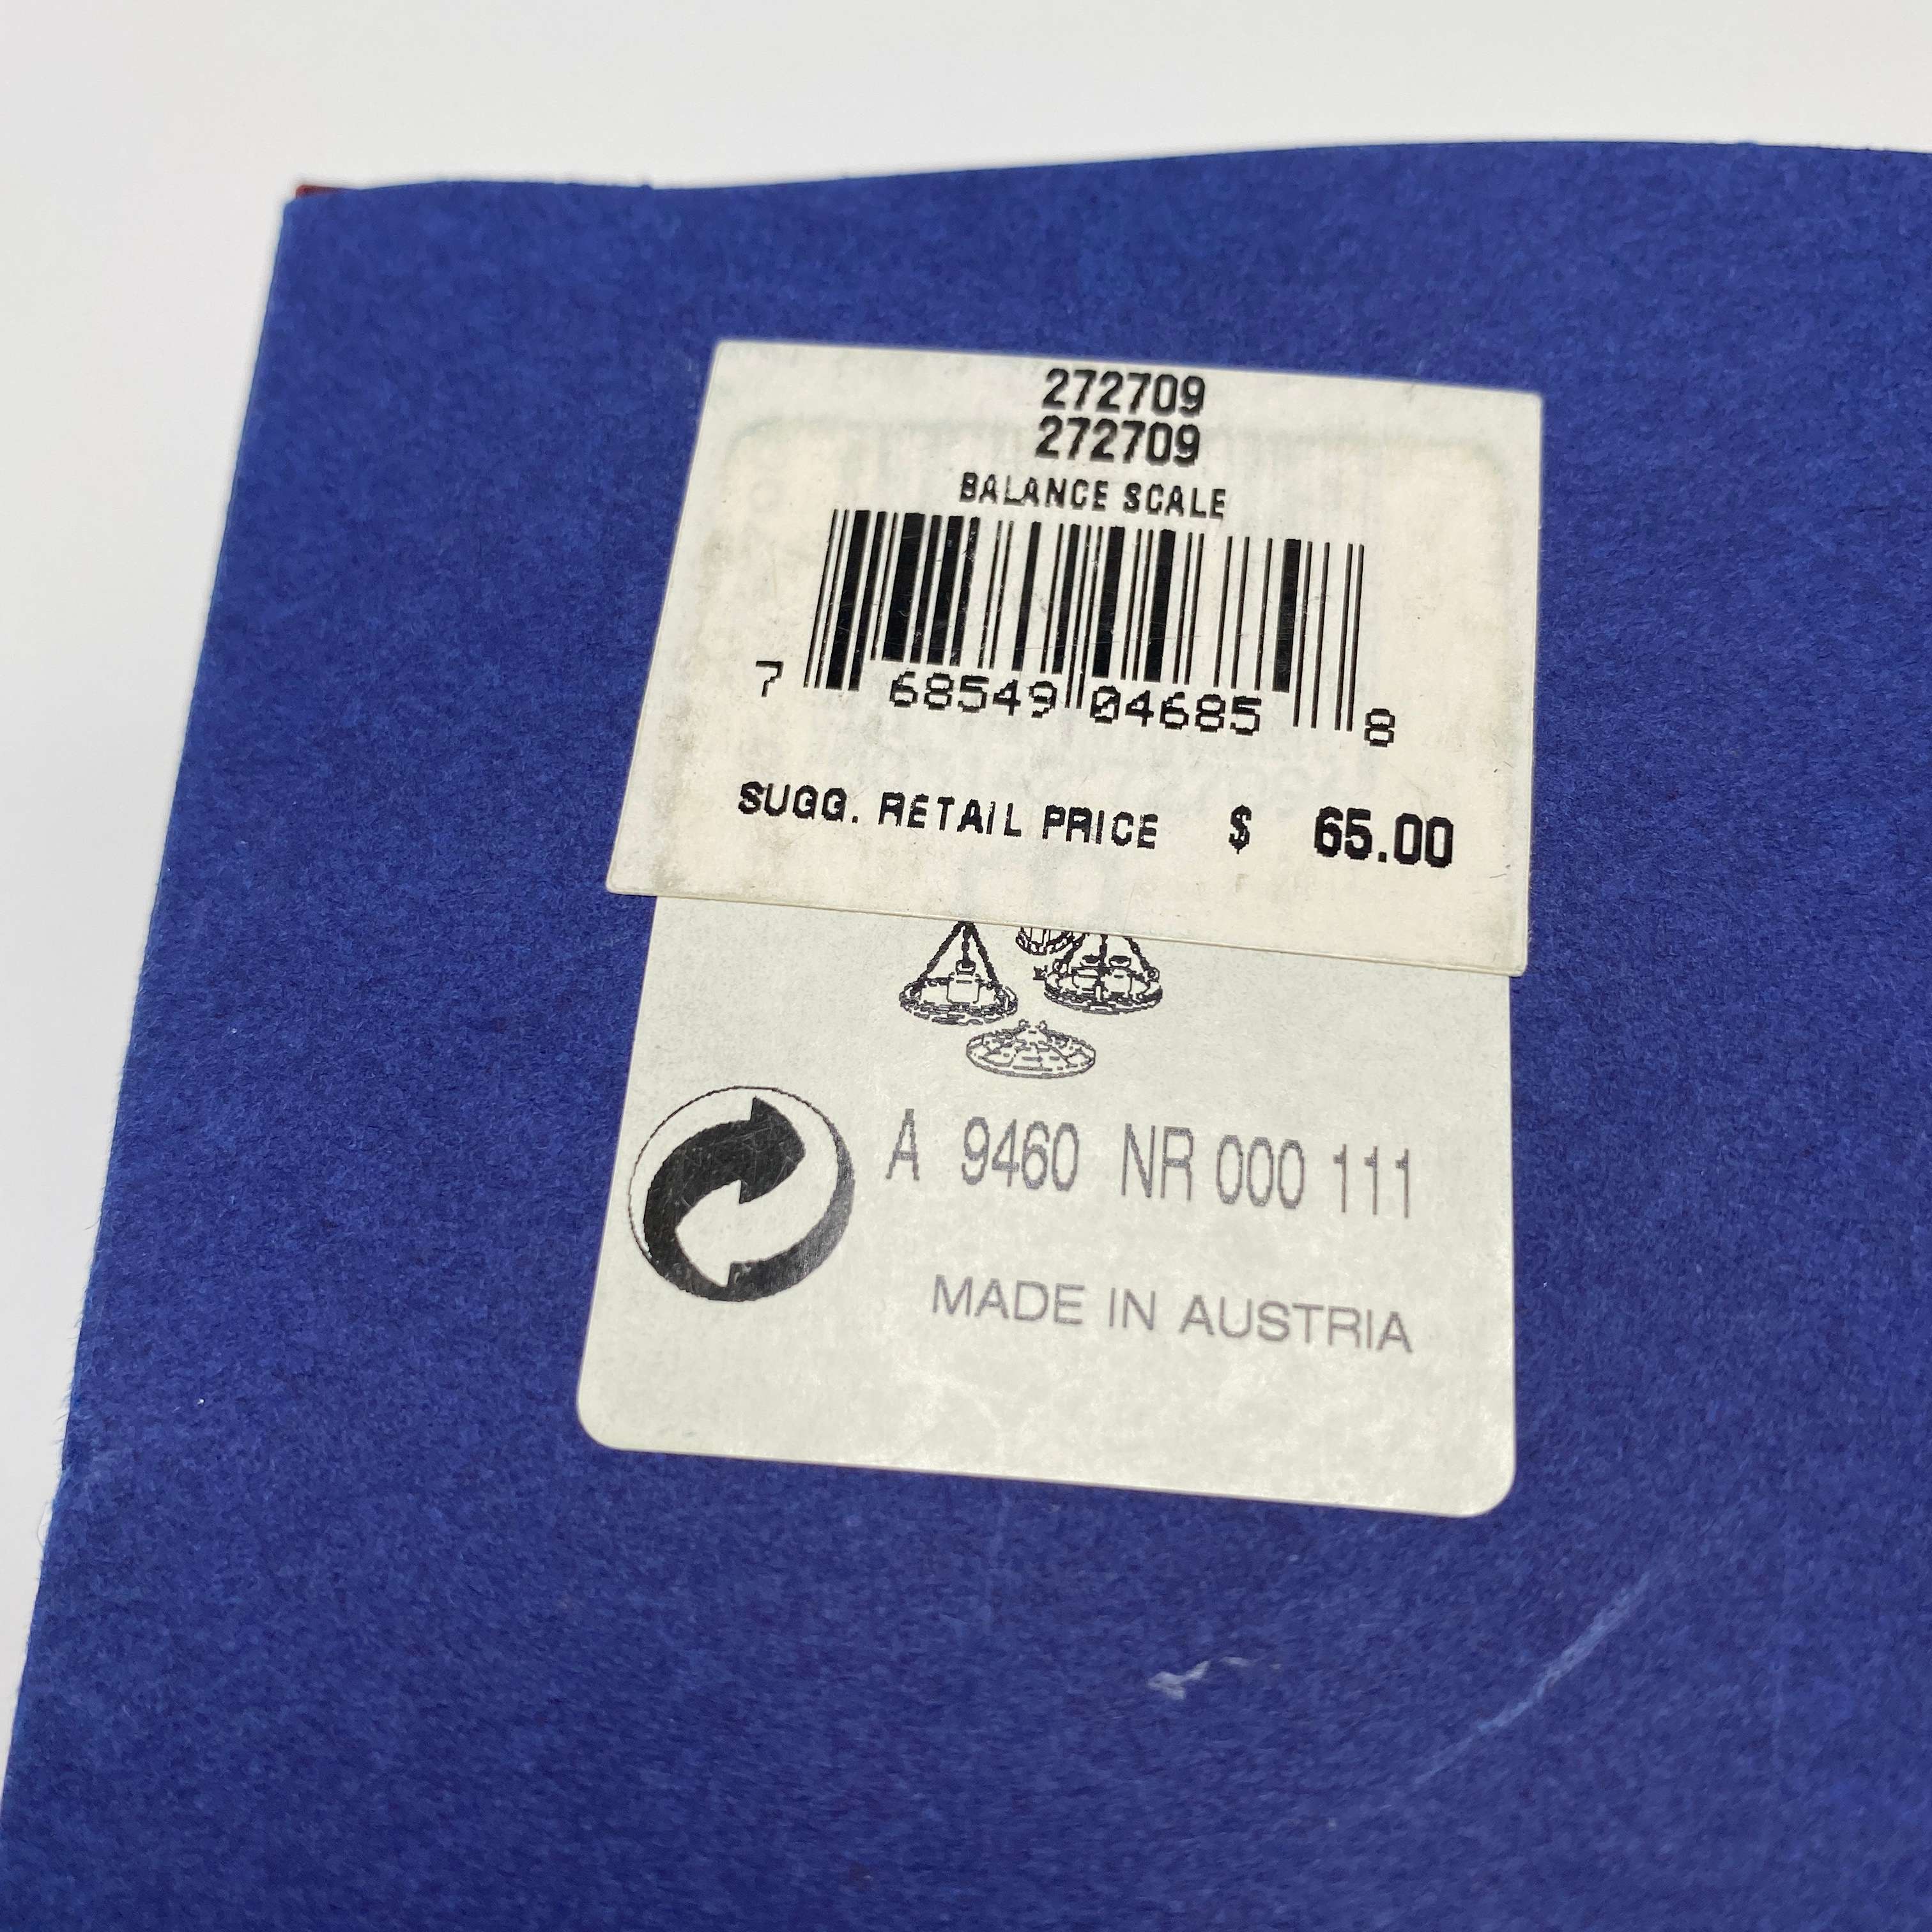 272709
272709
BALANCE SCALE
7 68549 04685 8
SUGG. RETAIL PRICE $ 65.00
A 9460 NR 000 111
MADE IN AUSTRIA